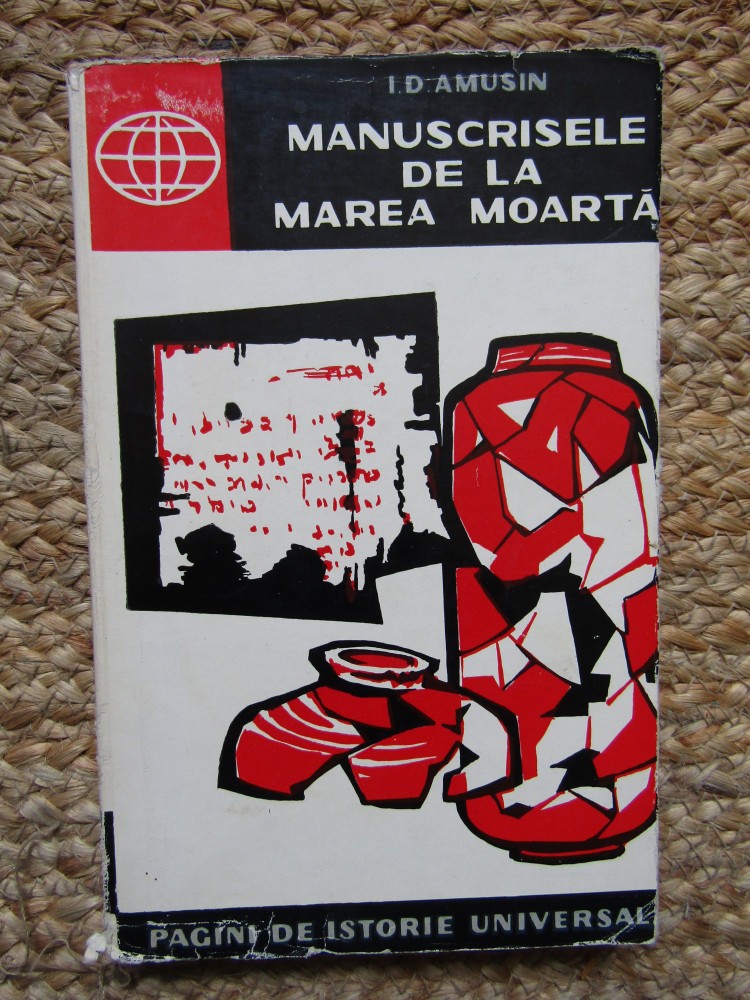 I.D. AMUSIN
MANUSCRISELE
DE LA
MAREA MOARTĂ
PAGINI DE ISTORIE UNIVERSAL